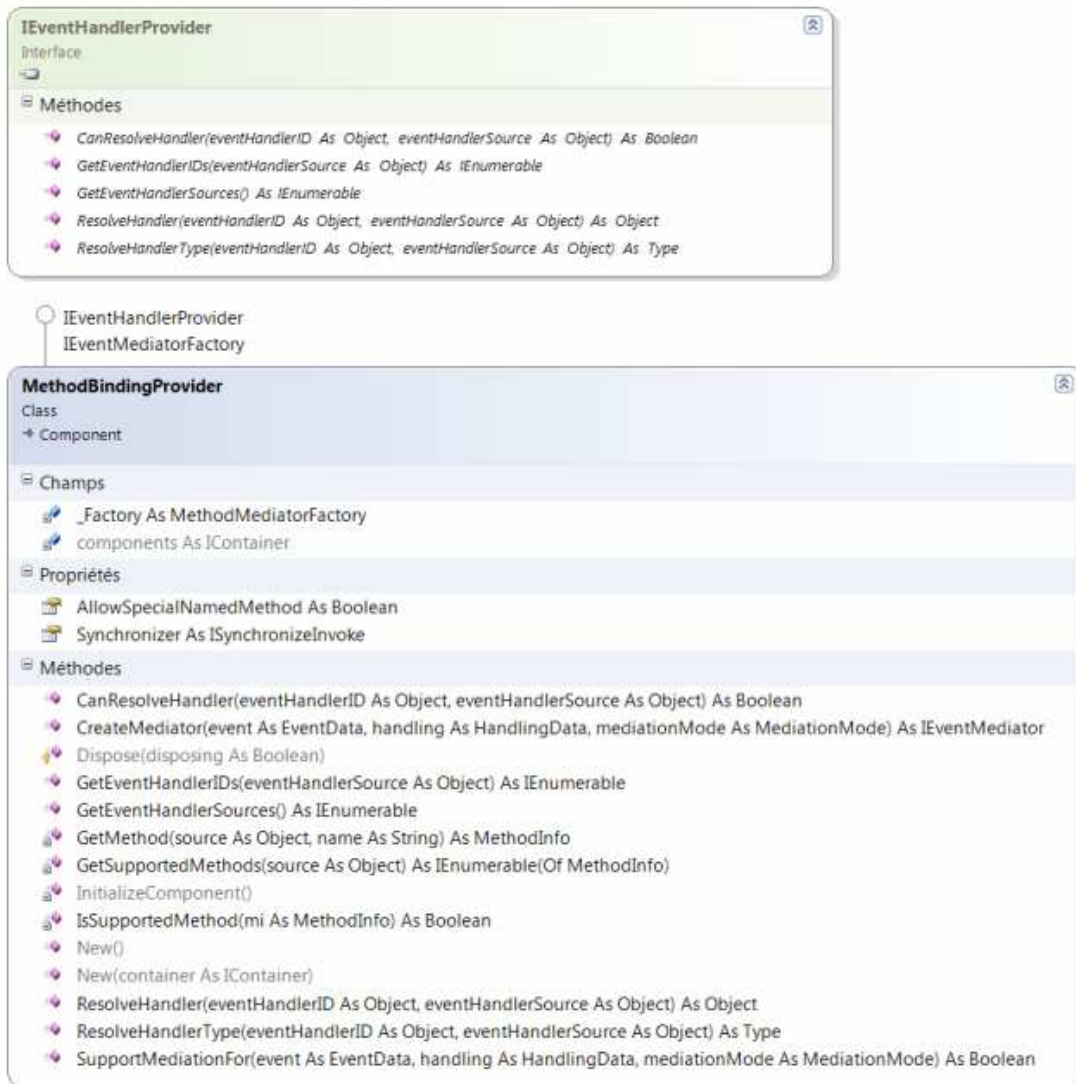 IEventHandlerProvider
Interface
Méthodes
CanResolveHandler(eventHandlerID As Object, eventHandlerSource As Object) As Boolean
GetEventHandlerIDs(eventHandlerSource As Object) As IEnumerable
GetEventHandlerSources() As IEnumerable
ResolveHandler(eventHandlerID As Object, eventHandlerSource As Object) As Object
ResolveHandlerType(eventHandlerID As Object, eventHandlerSource As Object) As Type
IEventHandlerProvider
IEventMediatorFactory
MethodBindingProvider
Class
Component
Champs
_Factory As MethodMediatorFactory
components As IContainer
Propriétés
AllowSpecialNamedMethod As Boolean
Synchronizer As ISynchronizeInvoke
Méthodes
CanResolveHandler(eventHandlerID As Object, eventHandlerSource As Object) As Boolean
CreateMediator(event As EventData, handling As HandlingData, mediationMode As MediationMode) As IEventMediator
Dispose(disposing As Boolean)
GetEventHandlerIDs(eventHandlerSource As Object) As IEnumerable
GetEventHandlerSources() As IEnumerable
GetMethod(source As Object, name As String) As MethodInfo
GetSupportedMethods(source As Object) As IEnumerable(Of MethodInfo)
InitializeComponent()
IsSupportedMethod(mi As MethodInfo) As Boolean
New()
New(container As IContainer)
ResolveHandler(eventHandlerID As Object, eventHandlerSource As Object) As Object
ResolveHandlerType(eventHandlerID As Object, eventHandlerSource As Object) As Type
SupportMediationFor(event As EventData, handling As HandlingData, mediationMode As MediationMode) As Boolean